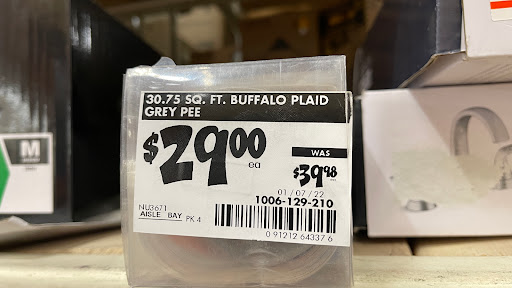 30.75 SQ. FT. BUFFALO PLAID
GREY PEE
$29.00
ea
WAS
$39.98
01/07/22
1006-129-210
NU3671
AISLE BAY PK 4
0 91212 64337 6
M